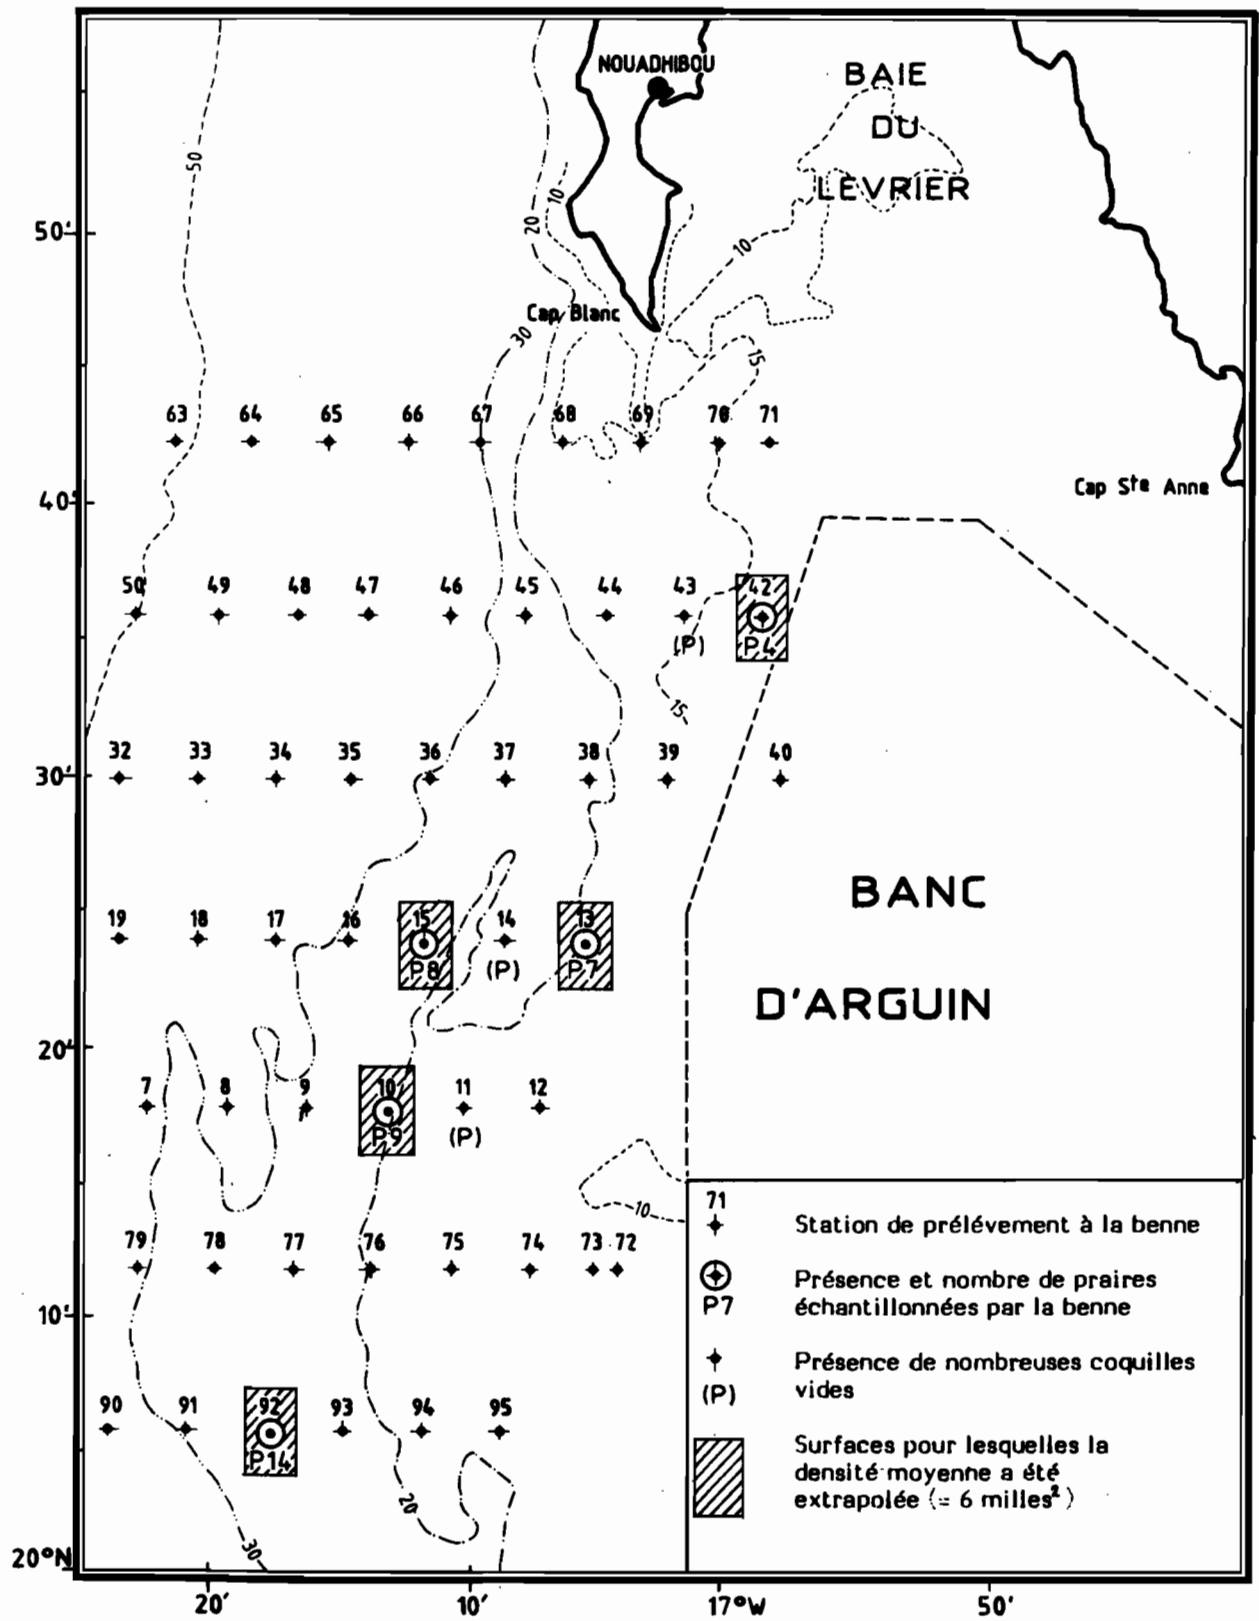 NOUADHIBOU
BAIE
DU
LEVRIER
50
10
20
50'
10
Cap Blanc
30
15
63 64 65 66 67 68 69 70 71
40'
Cap Ste Anne
50 49 48 47 46 45 44 43 42
(P) P4
15
32 33 34 35 36 37 38 39 40
30'
BANC
D'ARGUIN
19 18 17 16 15 14 13
P8 (P) P7
20'
7 8 9 10 11 12
P9 (P)
10
79 78 77 76 75 74 73 72
10'
90 91 92 93 94 95
P14
20
30
20°N
20' 10' 17°W 50'
71
Station de prélévement à la benne
Présence et nombre de praires
P7 échantillonnées par la benne
Présence de nombreuses coquilles
(P) vides
Surfaces pour lesquelles la
densité moyenne a été
extrapolée (= 6 milles²)